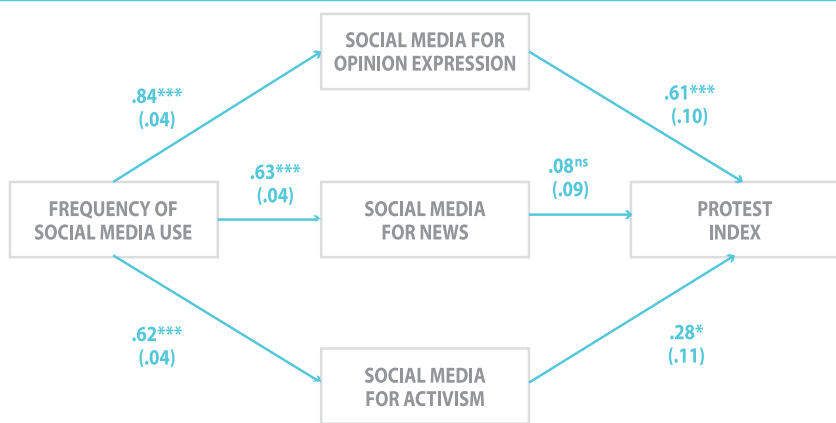 SOCIAL MEDIA FOR
OPINION EXPRESSION
.84***
(.04)
.61***
(.10)
.63***
(.04)
.08ns
(.09)
FREQUENCY OF
SOCIAL MEDIA USE
SOCIAL MEDIA
FOR NEWS
PROTEST
INDEX
.62***
(.04)
.28*
(.11)
SOCIAL MEDIA
FOR ACTIVISM